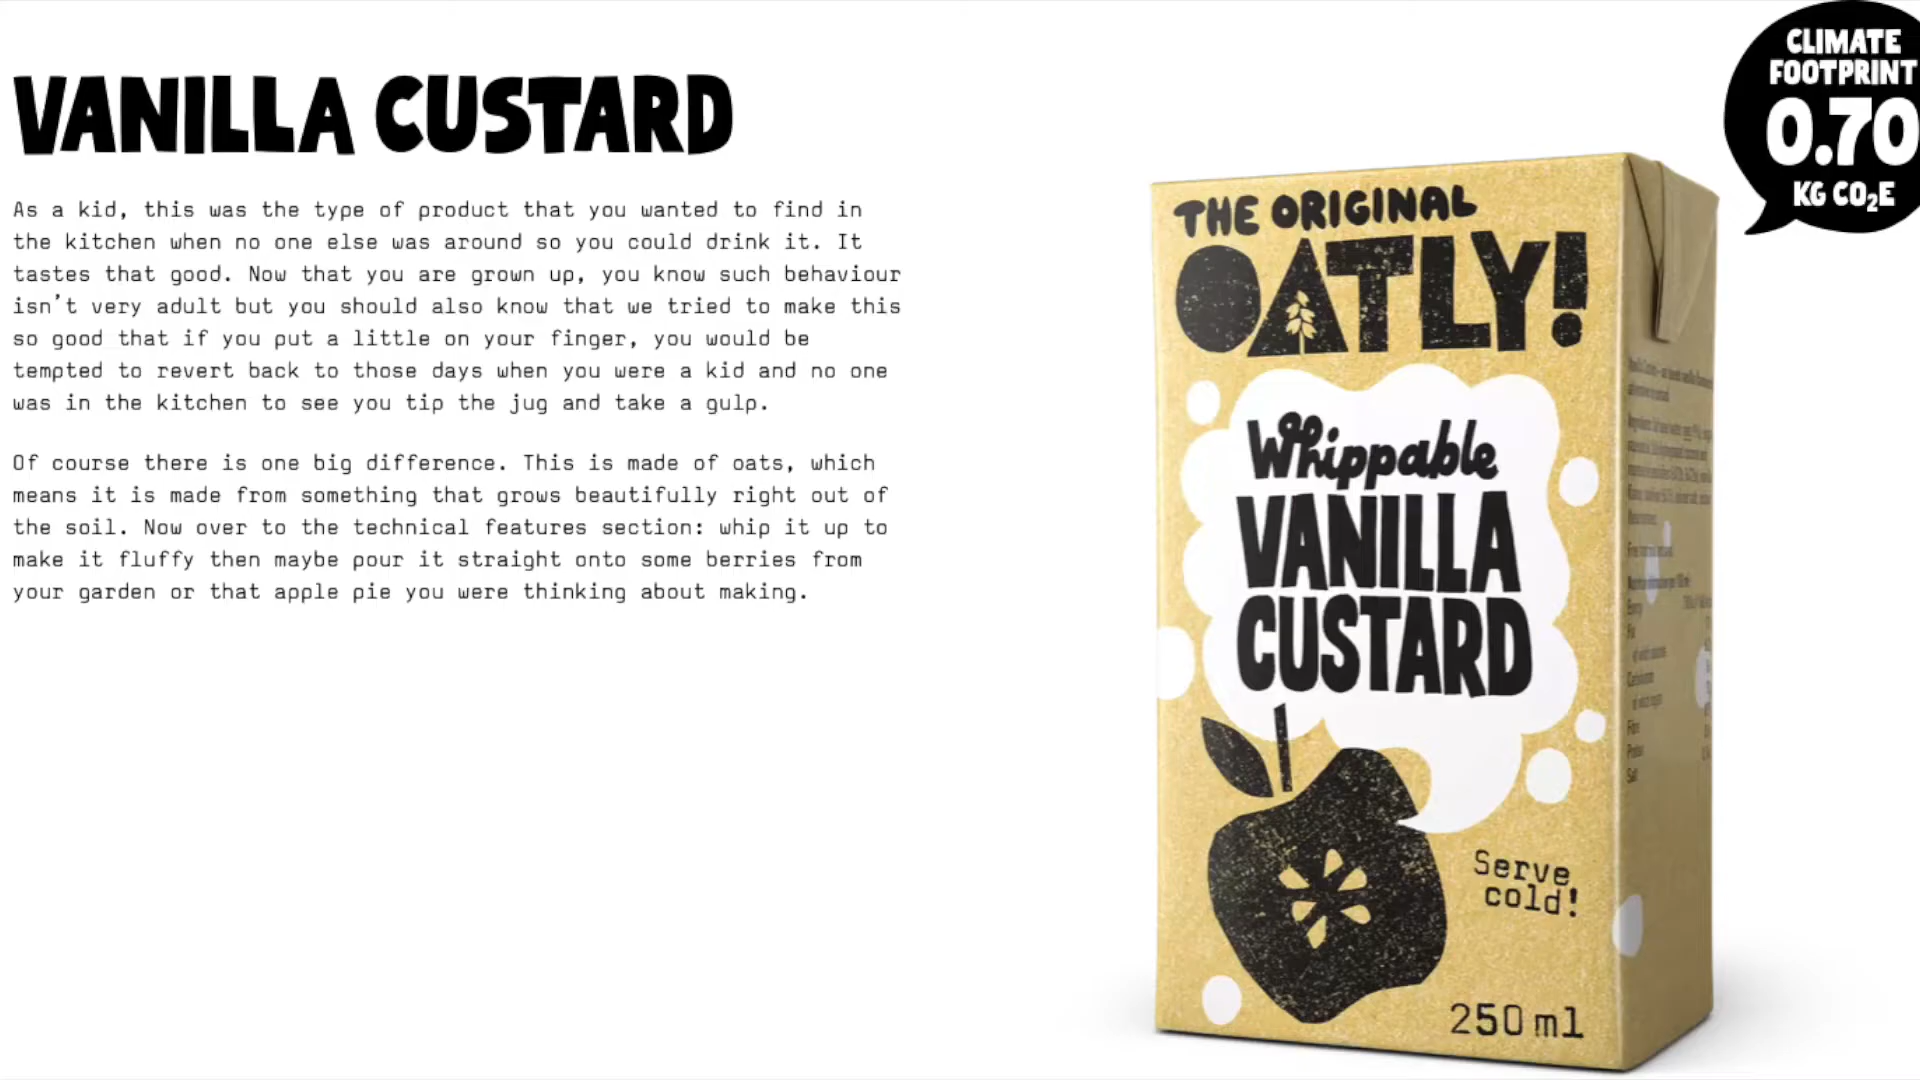 VANILLA CUSTARD
As a kid, this was the type of product that you wanted to find in
the kitchen when no one else was around so you could drink it. It
tastes that good. Now that you are grown up, you know such behaviour
isn't very adult but you should also know that we tried to make this
so good that if you put a little on your finger, you would be
tempted to revert back to those days when you were a kid and no one
was in the kitchen to see you tip the jug and take a gulp.
Of course there is one big difference. This is made of oats, which
means it is made from something that grows beautifully right out of
the soil. Now over to the technical features section: whip it up to
make it fluffy then maybe pour it straight onto some berries from
your garden or that apple pie you were thinking about making.
CLIMATE
FOOTPRINT
0.70
KG CO₂E
THE ORIGINAL
OATLY!
Whippable
VANILLA
CUSTARD
Serve
cold!
250 ml
Energy
Fat
Fibre
Protein
Salt